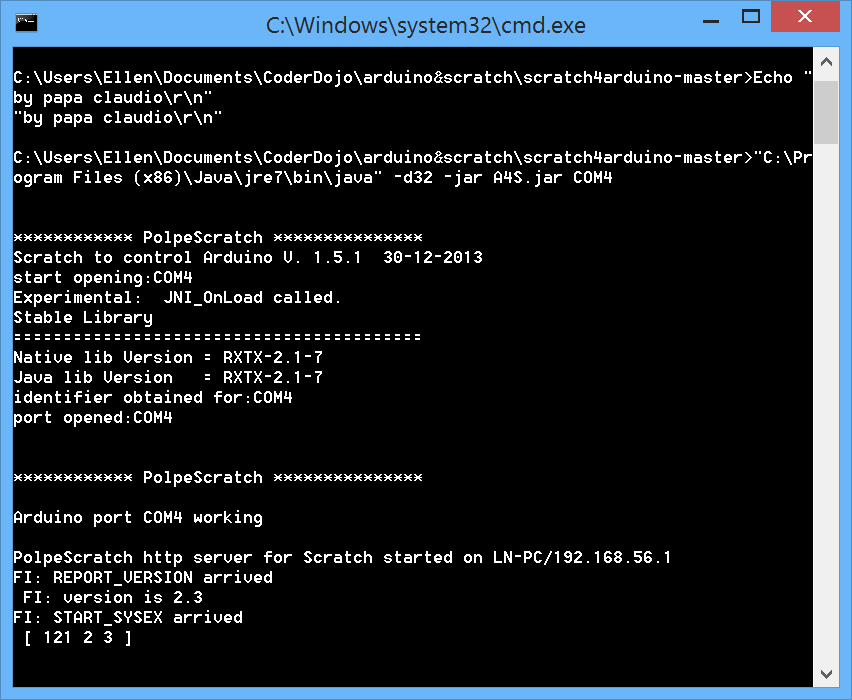 C:\Windows\system32\cmd.exe
C:\Users\Ellen\Documents\CoderDojo\arduino&scratch\scratch4arduino-master>Echo "
by papa claudio\r\n"
"by papa claudio\r\n"
C:\Users\Ellen\Documents\CoderDojo\arduino&scratch\scratch4arduino-master>"C:\Pr
ogram Files (x86)\Java\jre7\bin\java" -d32 -jar A4S.jar COM4
************ PolpeScratch ***************
Scratch to control Arduino V. 1.5.1  30-12-2013
start opening:COM4
Experimental:  JNI_OnLoad called.
Stable Library
=========================================
Native lib Version = RXTX-2.1-7
Java lib Version   = RXTX-2.1-7
identifier obtained for:COM4
port opened:COM4
************ PolpeScratch ***************
Arduino port COM4 working
PolpeScratch http server for Scratch started on LN-PC/192.168.56.1
FI: REPORT_VERSION arrived
 FI: version is 2.3
FI: START_SYSEX arrived
 [ 121 2 3 ]